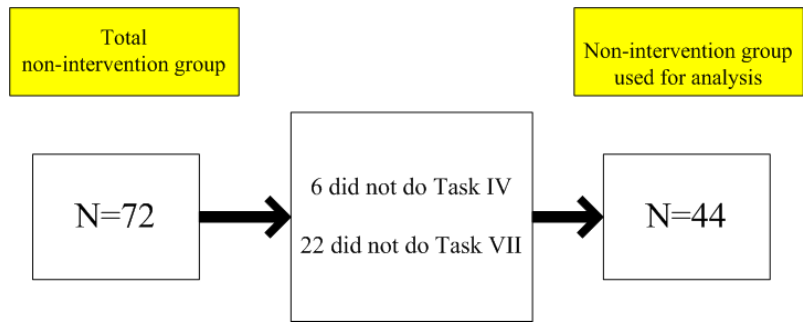 Total
non-intervention group
Non-intervention group
used for analysis
N=72
6 did not do Task IV
22 did not do Task VII
N=44